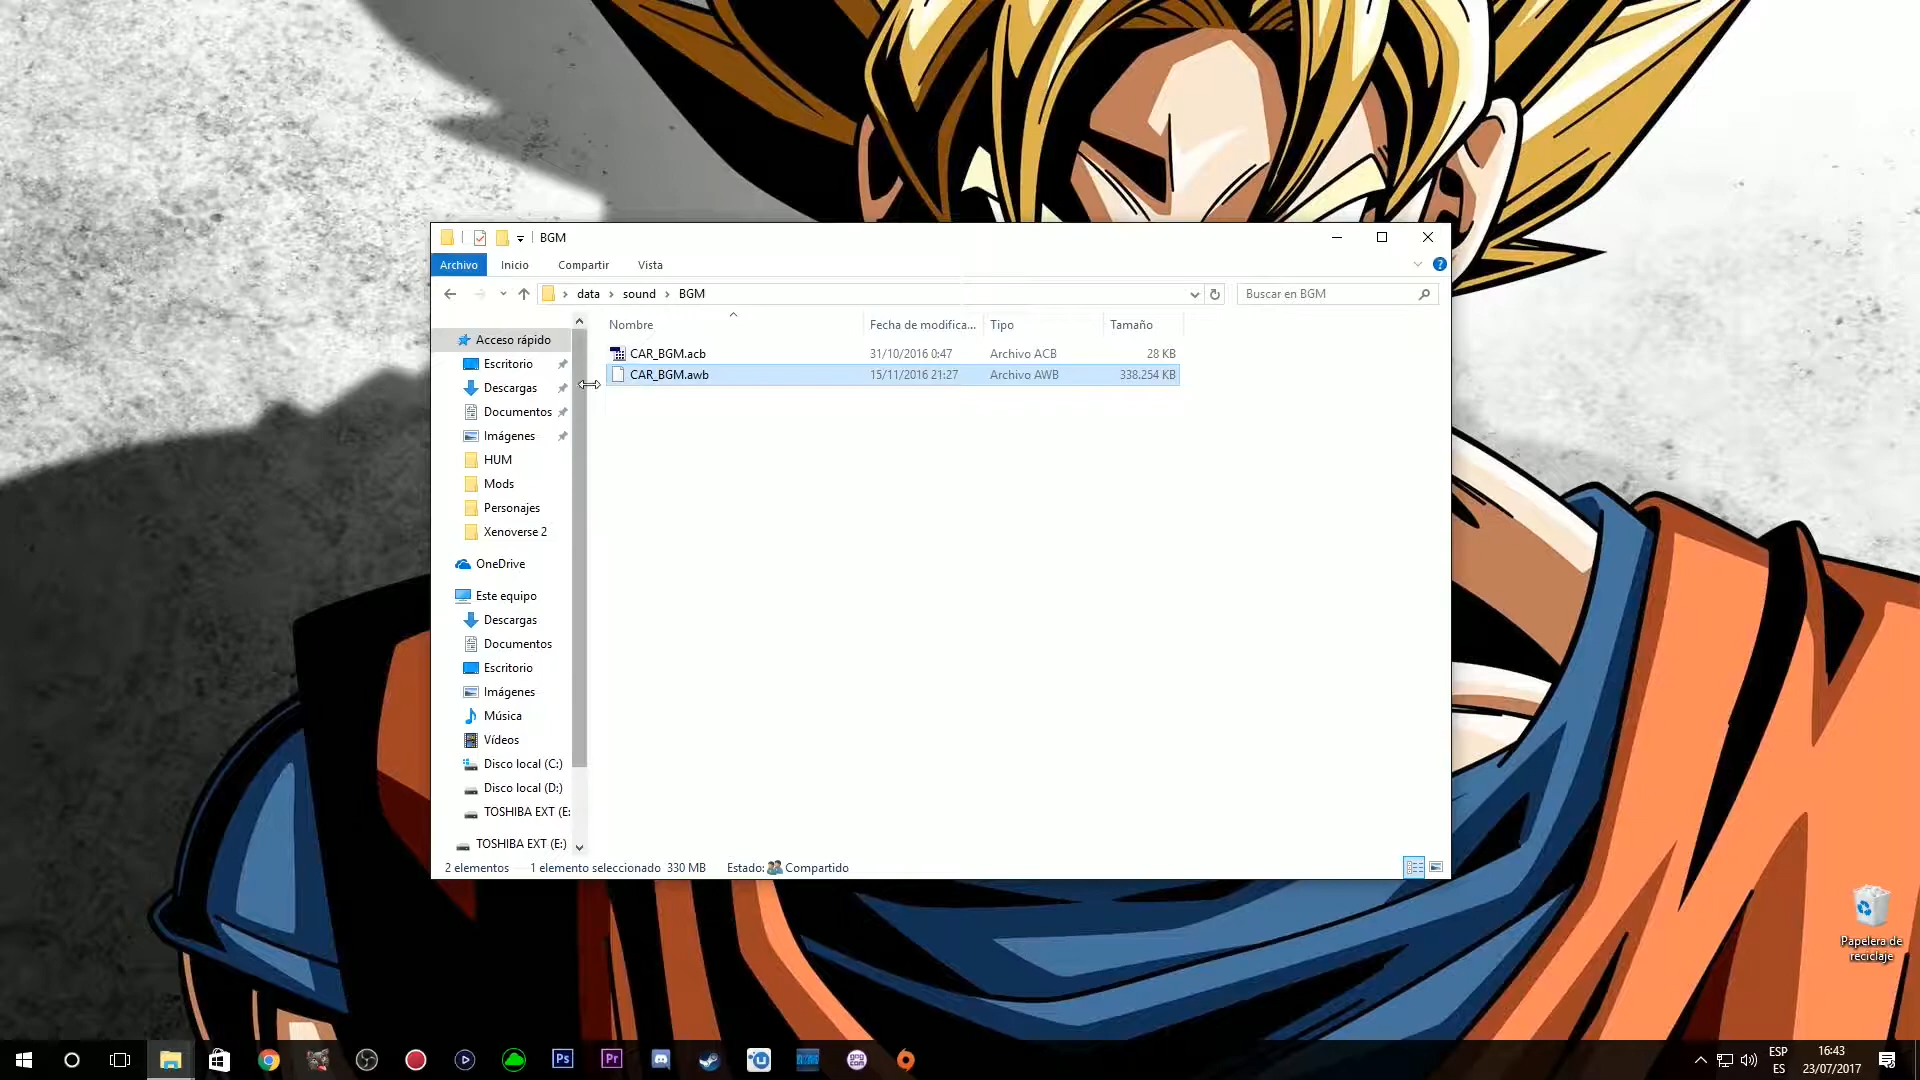 BGM
Archivo Inicio Compartir Vista
data sound BGM Buscar en BGM
Nombre Fecha de modifica... Tipo Tamaño
CAR_BGM.acb 31/10/2016 0:47 Archivo ACB 28 KB
CAR_BGM.awb 15/11/2016 21:27 Archivo AWB 338.254 KB
Acceso rápido
Escritorio
Descargas
Documentos
Imágenes
HUM
Mods
Personajes
Xenoverse 2
OneDrive
Este equipo
Descargas
Documentos
Escritorio
Imágenes
Música
Vídeos
Disco local (C:)
Disco local (D:)
TOSHIBA EXT (E:
TOSHIBA EXT (E:)
2 elementos 1 elemento seleccionado 330 MB Estado: Compartido
Papelera de
reciclaje
Ps Pr
gog
com
ESP
ES
16:43
23/07/2017